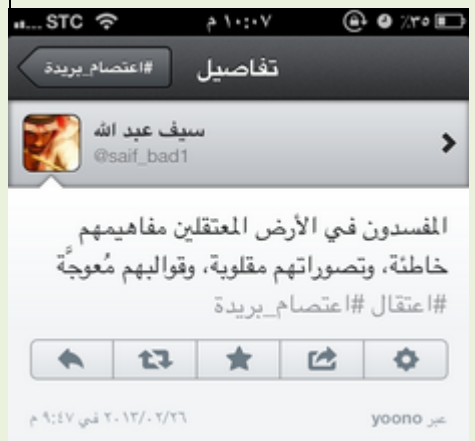 STC ١٠:٠٧ م ٪٣٥
#اعتصام_بريدة تفاصيل
سيف عبد الله
@saif_bad1
المفسدون في الأرض المعتقلين مفاهيمهم
خاطئة، وتصوراتهم مقلوبة، وقوالبهم مُعوجَّة
#اعتقال #اعتصام_بريدة
٢٠١٣/٠٢/٢٦ في ٩:٤٧ م عبر yoono